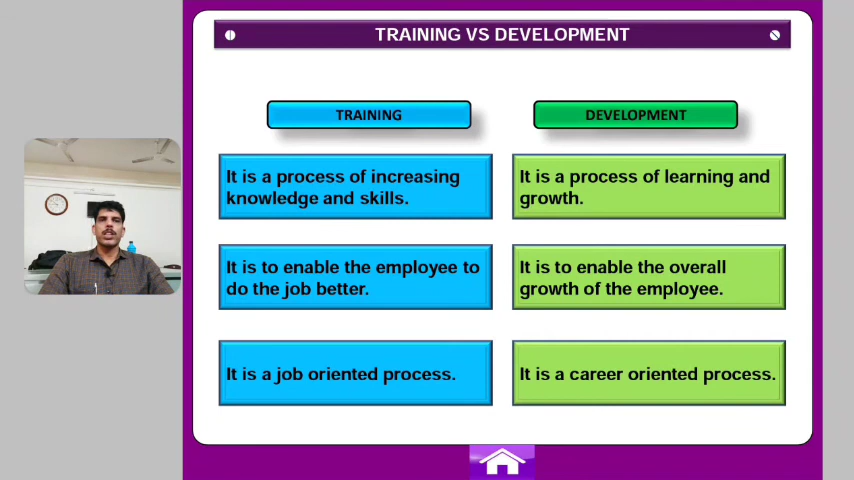 TRAINING VS DEVELOPMENT
TRAINING
DEVELOPMENT
It is a process of increasing
knowledge and skills.
It is a process of learning and
growth.
It is to enable the employee to
do the job better.
It is to enable the overall
growth of the employee.
It is a job oriented process.
It is a career oriented process.